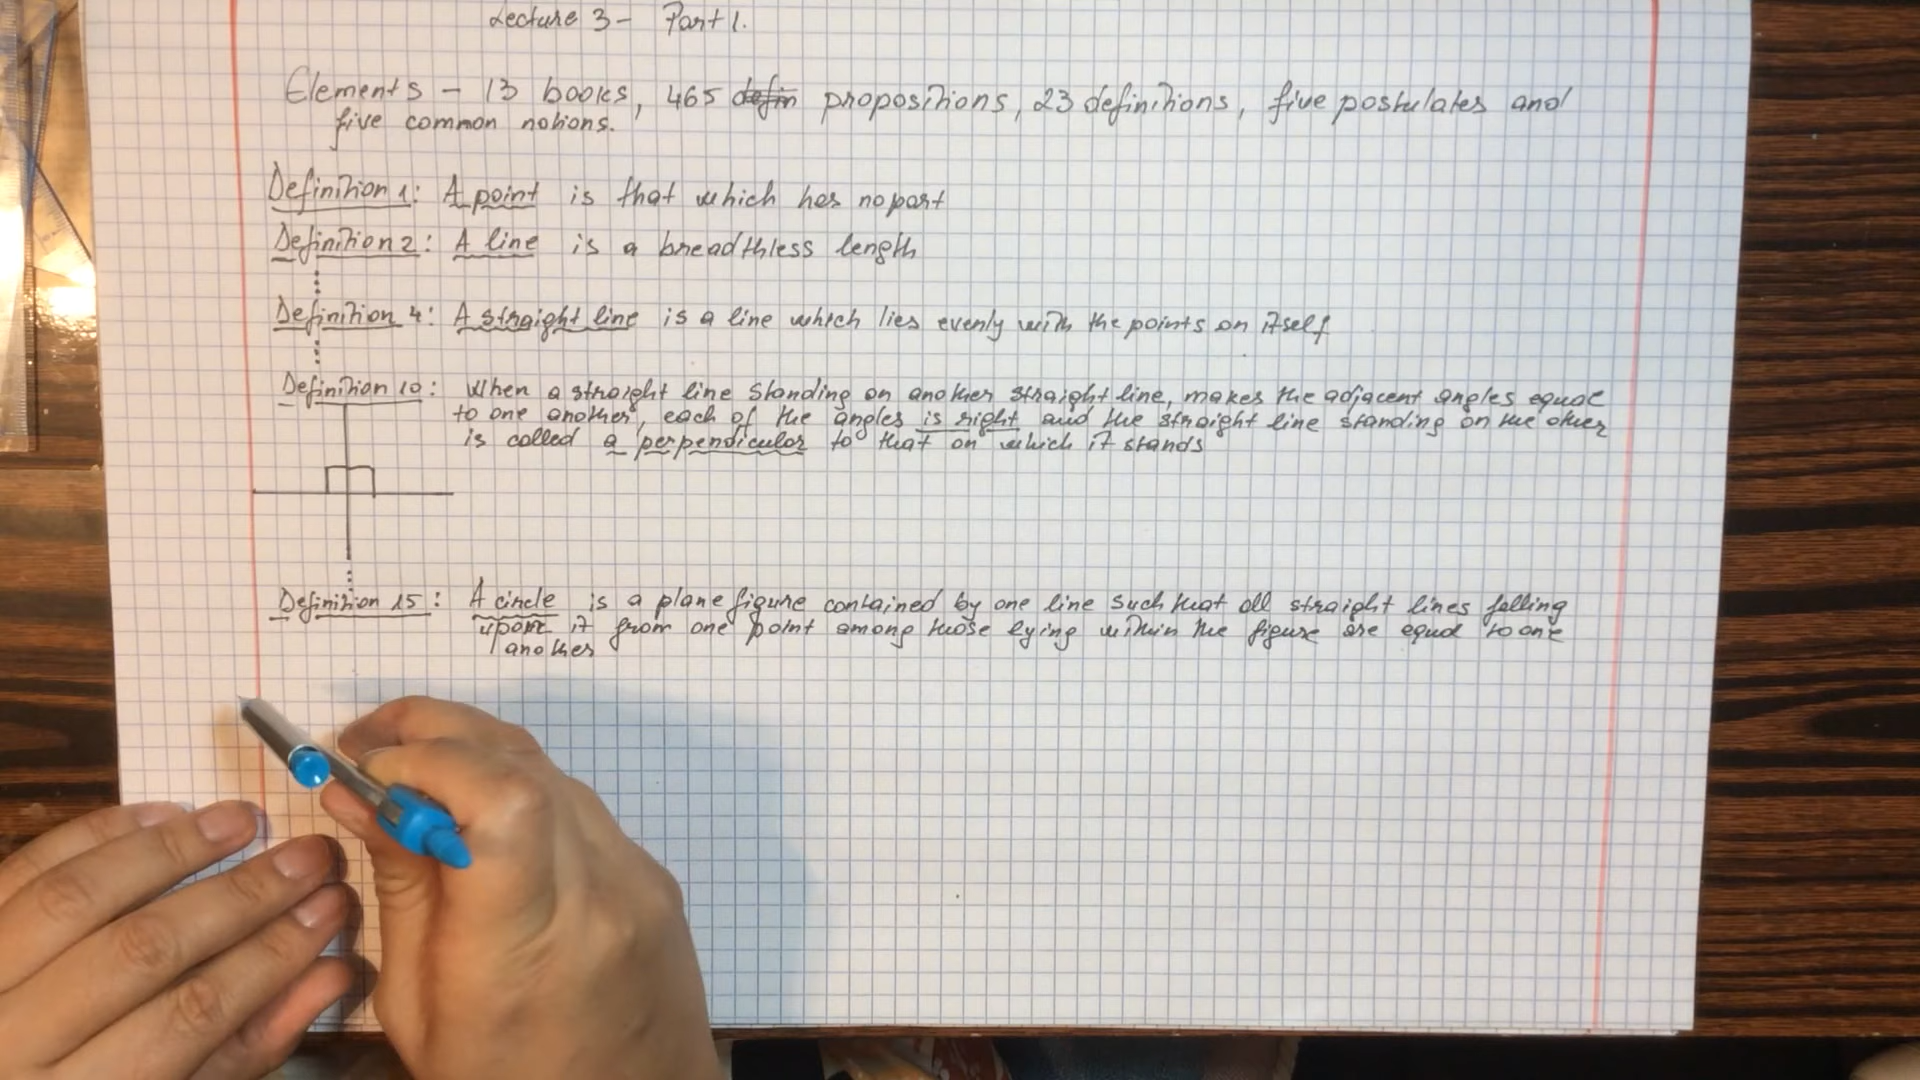 Lecture 3 - Part 1.
Elements - 13 books, 465 defin propositions, 23 definitions, five postulates and
five common notions.
Definition 1: A point is that which has no part
Definition 2: A line is a breadthless length
Definition 4: A straight line is a line which lies evenly with the points on itself
Definition 10: When a straight line standing on another straight line, makes the adjacent angles equal
to one another, each of the angles is right and the straight line standing on the other
is called a perpendicular to that on which it stands
Definition 15: A circle is a plane figure contained by one line such that all straight lines falling
upon it from one point among those lying within the figure are equal to one
another